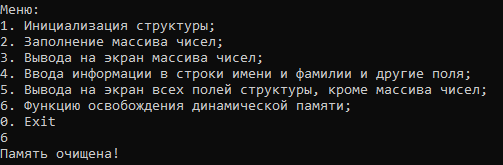 Меню:
1. Инициализация структуры;
2. Заполнение массива чисел;
3. Вывода на экран массива чисел;
4. Ввода информации в строки имени и фамилии и другие поля;
5. Вывода на экран всех полей структуры, кроме массива чисел;
6. Функцию освобождения динамической памяти;
0. Exit
6
Память очищена!